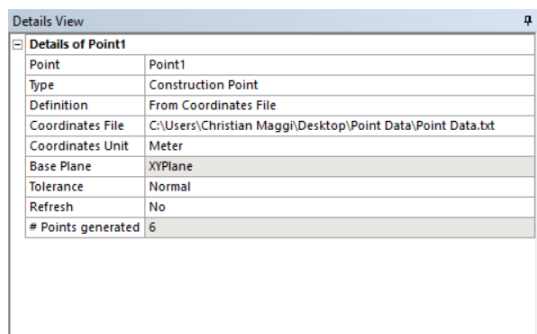 Details View
Details of Point1
Point Point1
Type Construction Point
Definition From Coordinates File
Coordinates File C:\Users\Christian Maggi\Desktop\Point Data\Point Data.txt
Coordinates Unit Meter
Base Plane XYPlane
Tolerance Normal
Refresh No
# Points generated 6